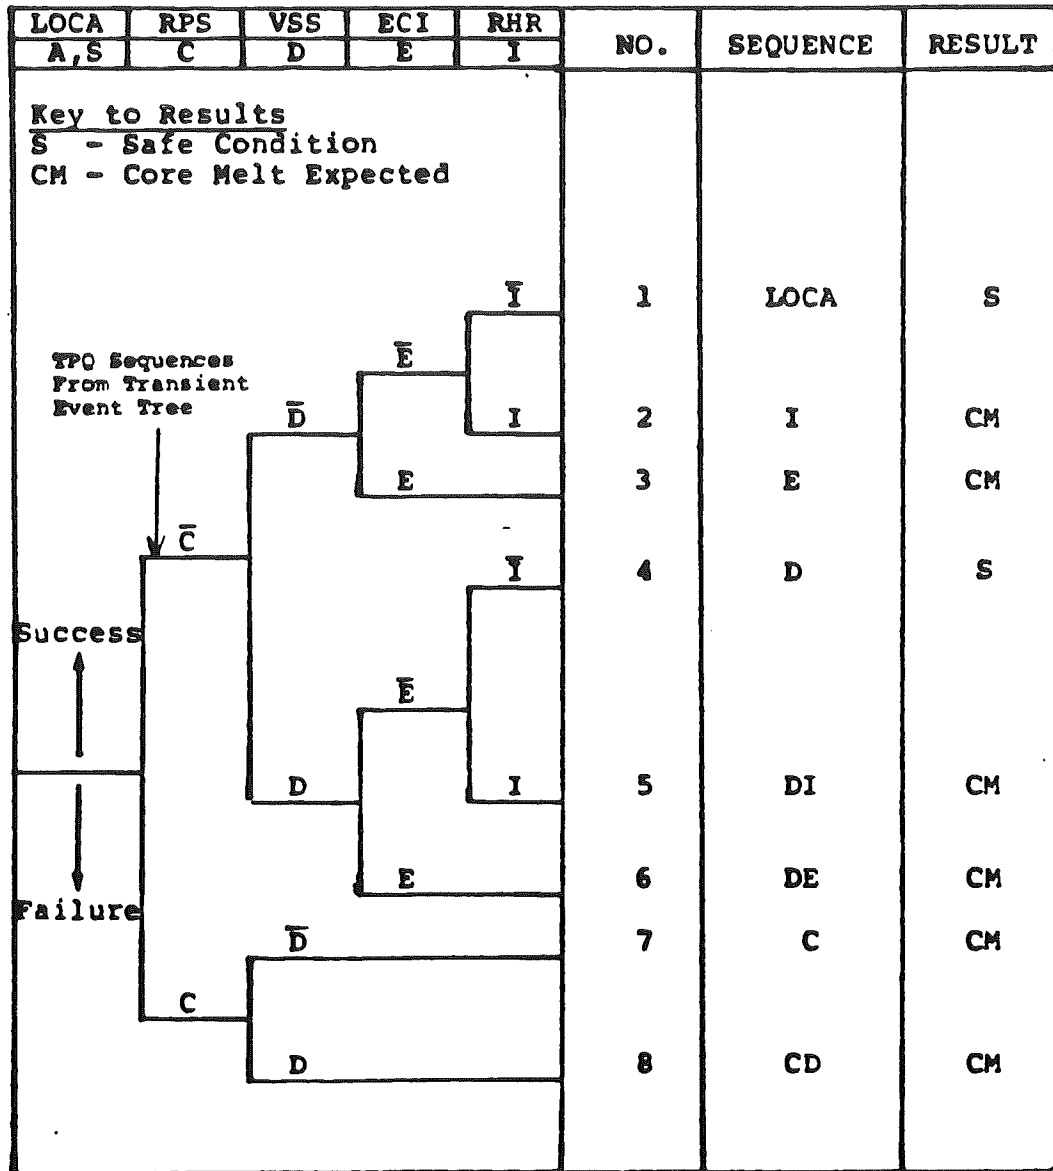 LOCA RPS VSS ECI RHR NO. SEQUENCE RESULT
A,S C D E I
Key to Results
S - Safe Condition
CM - Core Melt Expected
Ī 1 LOCA S
Ē
TPQ Sequences
From Transient
Event Tree
D̄ I 2 I CM
E 3 E CM
C̄
Ī 4 D S
Success
Ē
D I 5 DI CM
E 6 DE CM
Failure
D̄ 7 C CM
C
D 8 CD CM